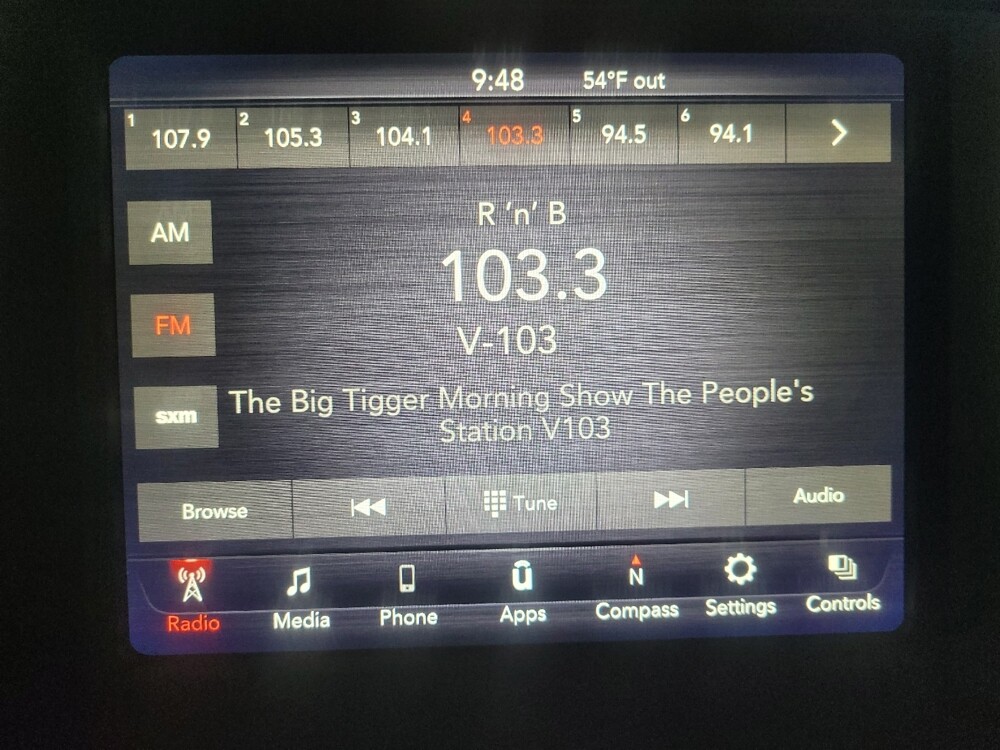 9:48 54°F out
1 107.9 2 105.3 3 104.1 4 103.3 5 94.5 6 94.1
R 'n' B
AM
103.3
FM
V-103
The Big Tigger Morning Show The People's
sxm
Station V103
Browse Tune Audio
N
Radio Media Phone Apps Compass Settings Controls